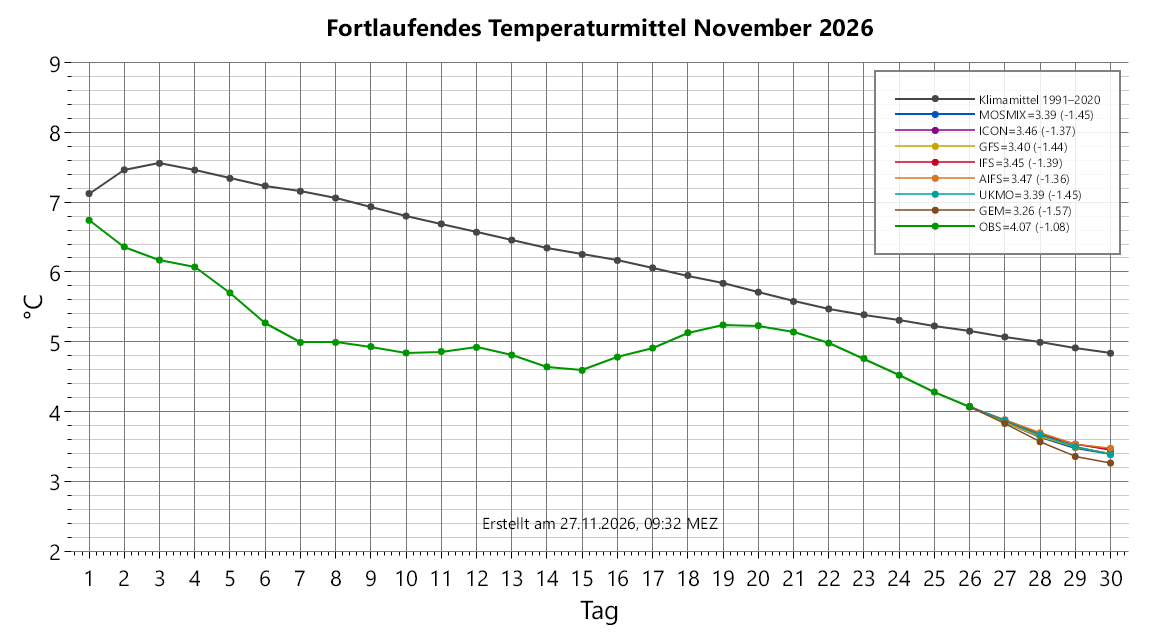 Fortlaufendes Temperaturmittel November 2026
9
8
7
6
5
4
3
2
°C
Klimamittel 1991–2020
MOSMIX=3.39 (-1.45)
ICON=3.46 (-1.37)
GFS=3.40 (-1.44)
IFS=3.45 (-1.39)
AIFS=3.47 (-1.36)
UKMO=3.39 (-1.45)
GEM=3.26 (-1.57)
OBS=4.07 (-1.08)
Erstellt am 27.11.2026, 09:32 MEZ
1 2 3 4 5 6 7 8 9 10 11 12 13 14 15 16 17 18 19 20 21 22 23 24 25 26 27 28 29 30
Tag